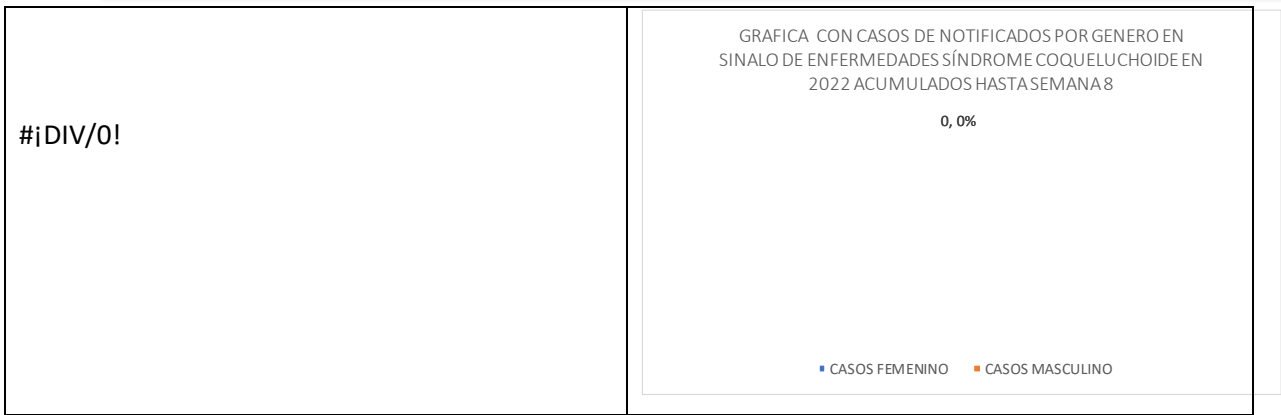 #¡DIV/0!
GRAFICA CON CASOS DE NOTIFICADOS POR GENERO EN
SINALO DE ENFERMEDADES SÍNDROME COQUELUCHOIDE EN
2022 ACUMULADOS HASTA SEMANA 8
0, 0%
CASOS FEMENINO CASOS MASCULINO